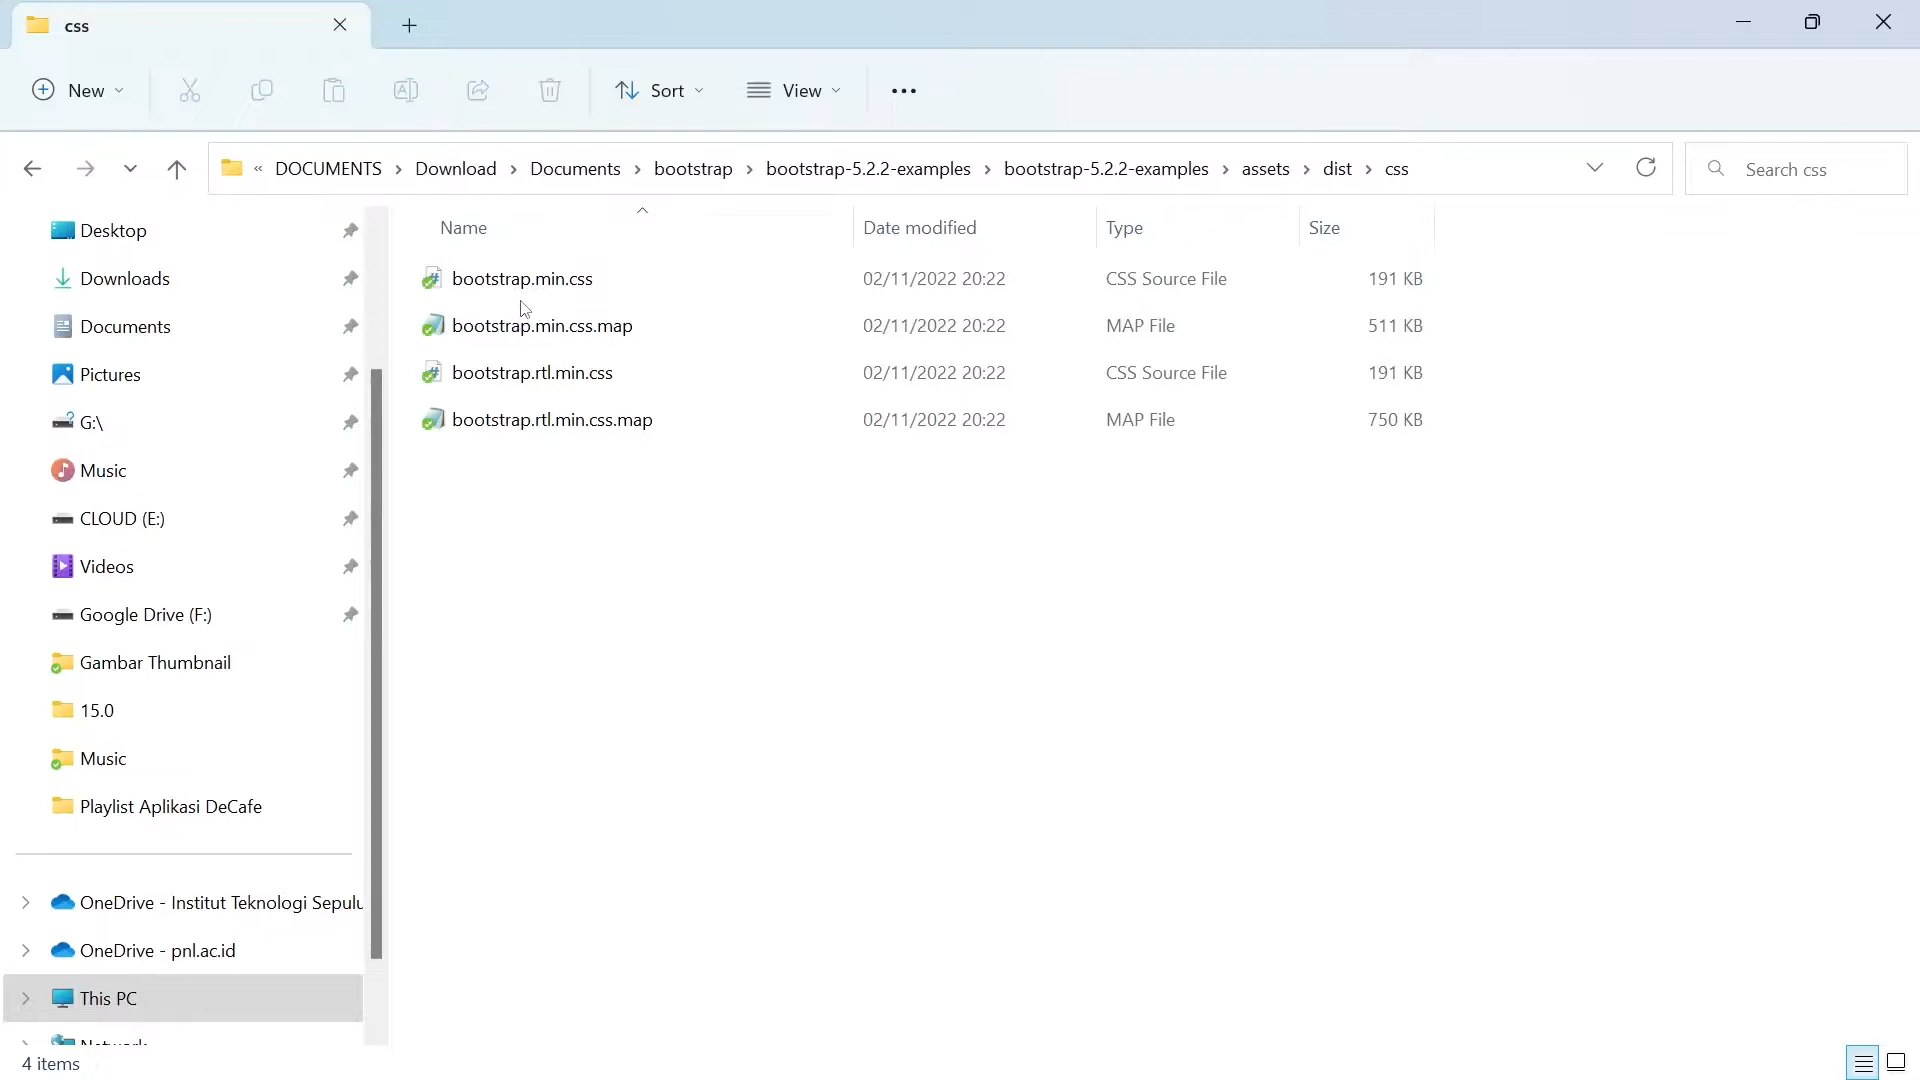 css
New
Sort
View
« DOCUMENTS › Download › Documents › bootstrap › bootstrap-5.2.2-examples › bootstrap-5.2.2-examples › assets › dist › css
Search css
Name Date modified Type Size
bootstrap.min.css 02/11/2022 20:22 CSS Source File 191 KB
bootstrap.min.css.map 02/11/2022 20:22 MAP File 511 KB
bootstrap.rtl.min.css 02/11/2022 20:22 CSS Source File 191 KB
bootstrap.rtl.min.css.map 02/11/2022 20:22 MAP File 750 KB
Desktop
Downloads
Documents
Pictures
G:\
Music
CLOUD (E:)
Videos
Google Drive (F:)
Gambar Thumbnail
15.0
Music
Playlist Aplikasi DeCafe
OneDrive - Institut Teknologi Sepulu
OneDrive - pnl.ac.id
This PC
Network
4 items